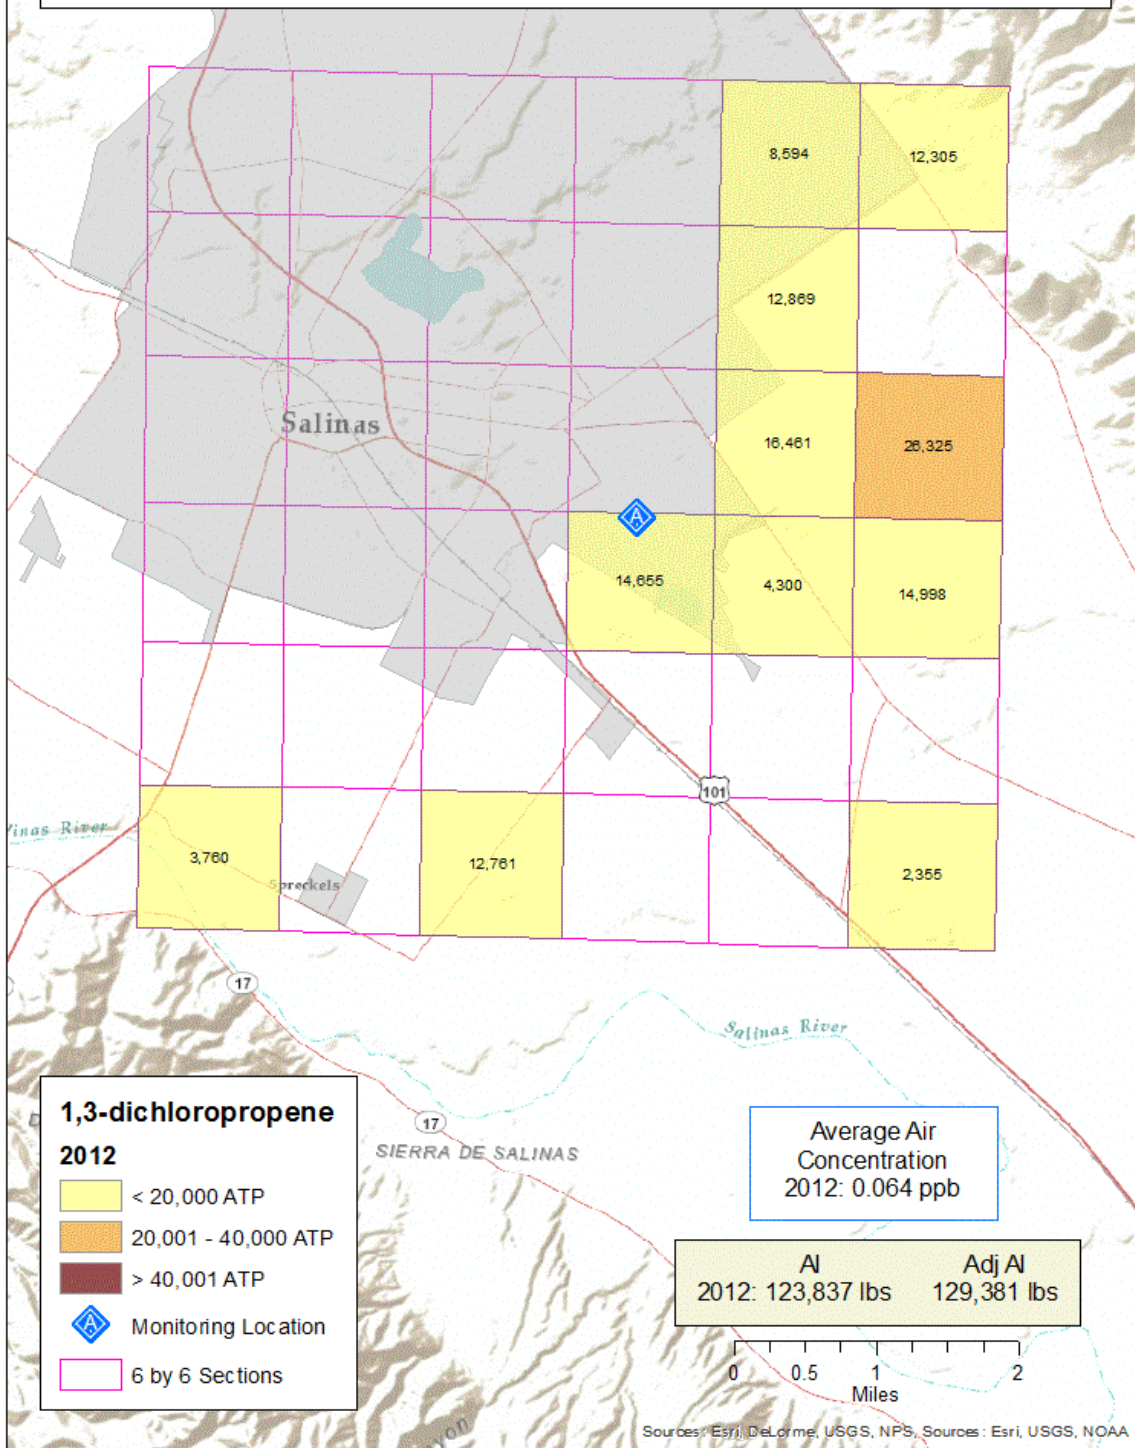 8,594
12,305
12,869
Salinas
16,461
26,325
A
14,655
4,300
14,998
101
3,760
Spreckels
12,761
2,355
17
Salinas River
17
SIERRA DE SALINAS
1,3-dichloropropene
2012
< 20,000 ATP
20,001 - 40,000 ATP
> 40,001 ATP
A
Monitoring Location
6 by 6 Sections
Average Air
Concentration
2012: 0.064 ppb
AI Adj AI
2012: 123,837 lbs 129,381 lbs
0 0.5 1 2
Miles
Sources: Esri, DeLorme, USGS, NPS, Sources: Esri, USGS, NOAA